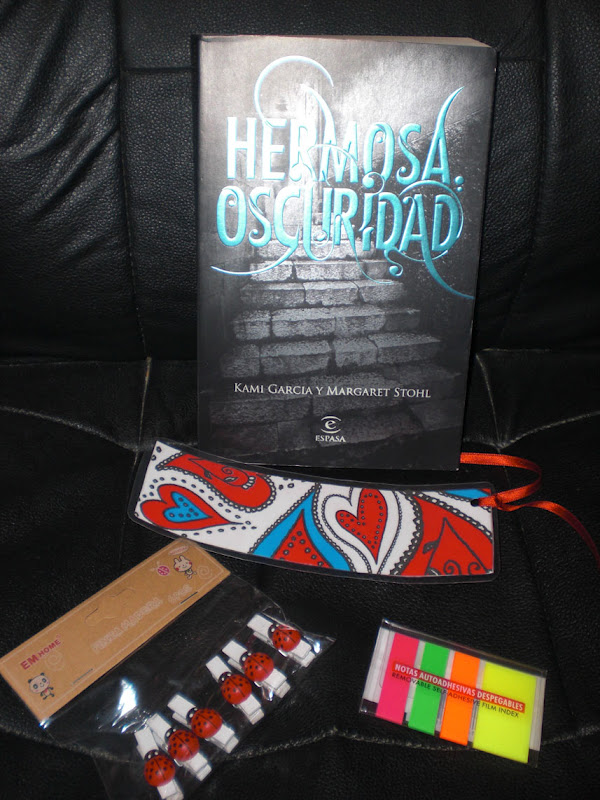 HERMOSA
OSCURIDAD
KAMI GARCIA Y MARGARET STOHL
e
ESPASA
EM HOME
NOTAS AUTOADHESIVAS DESPEGABLES